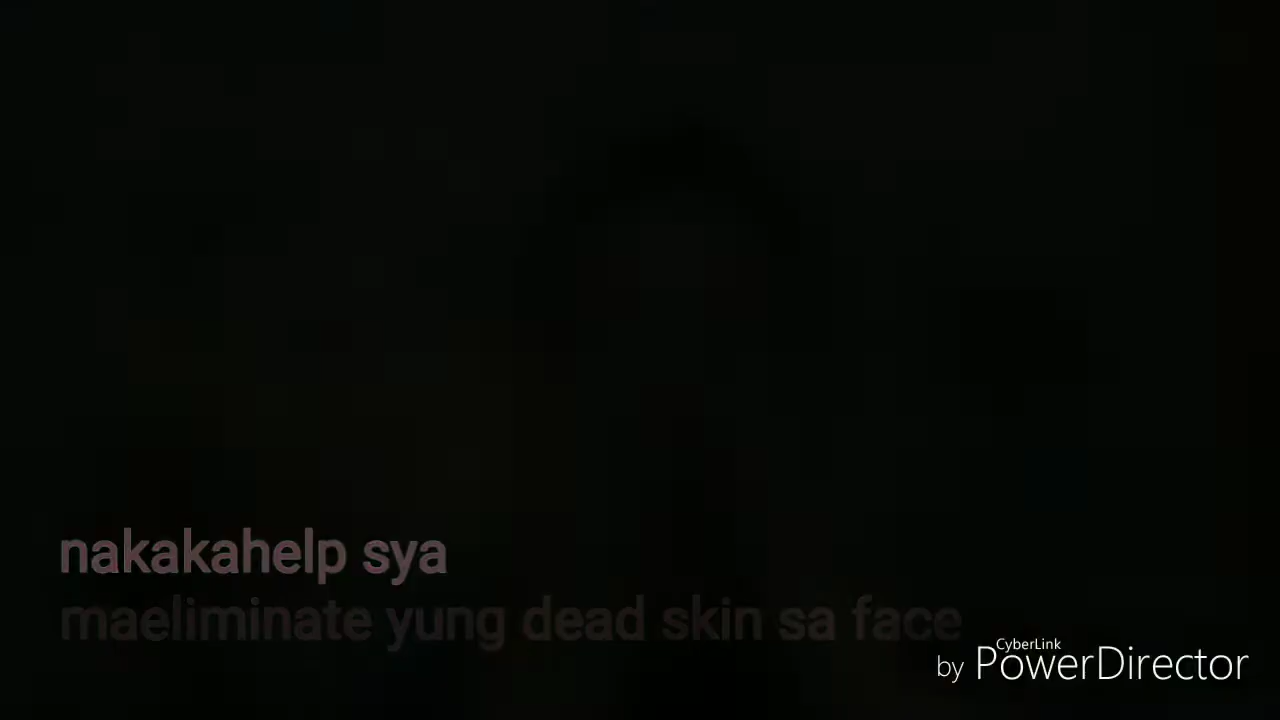 nakakahelp sya
maeliminate yung dead skin sa face
CyberLink
by PowerDirector